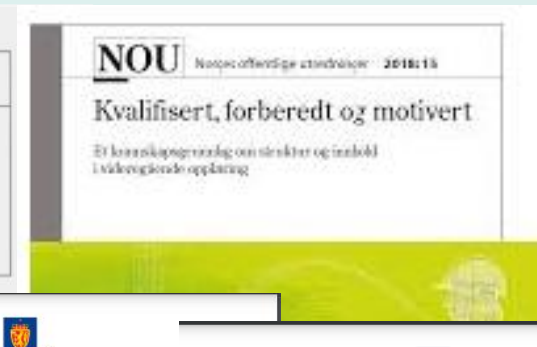 NOU Norges offentlige utredninger 2018:15
Kvalifisert, forberedt og motivert
Et kunnskapsgrunnlag om struktur og innhold
i videregående opplæring